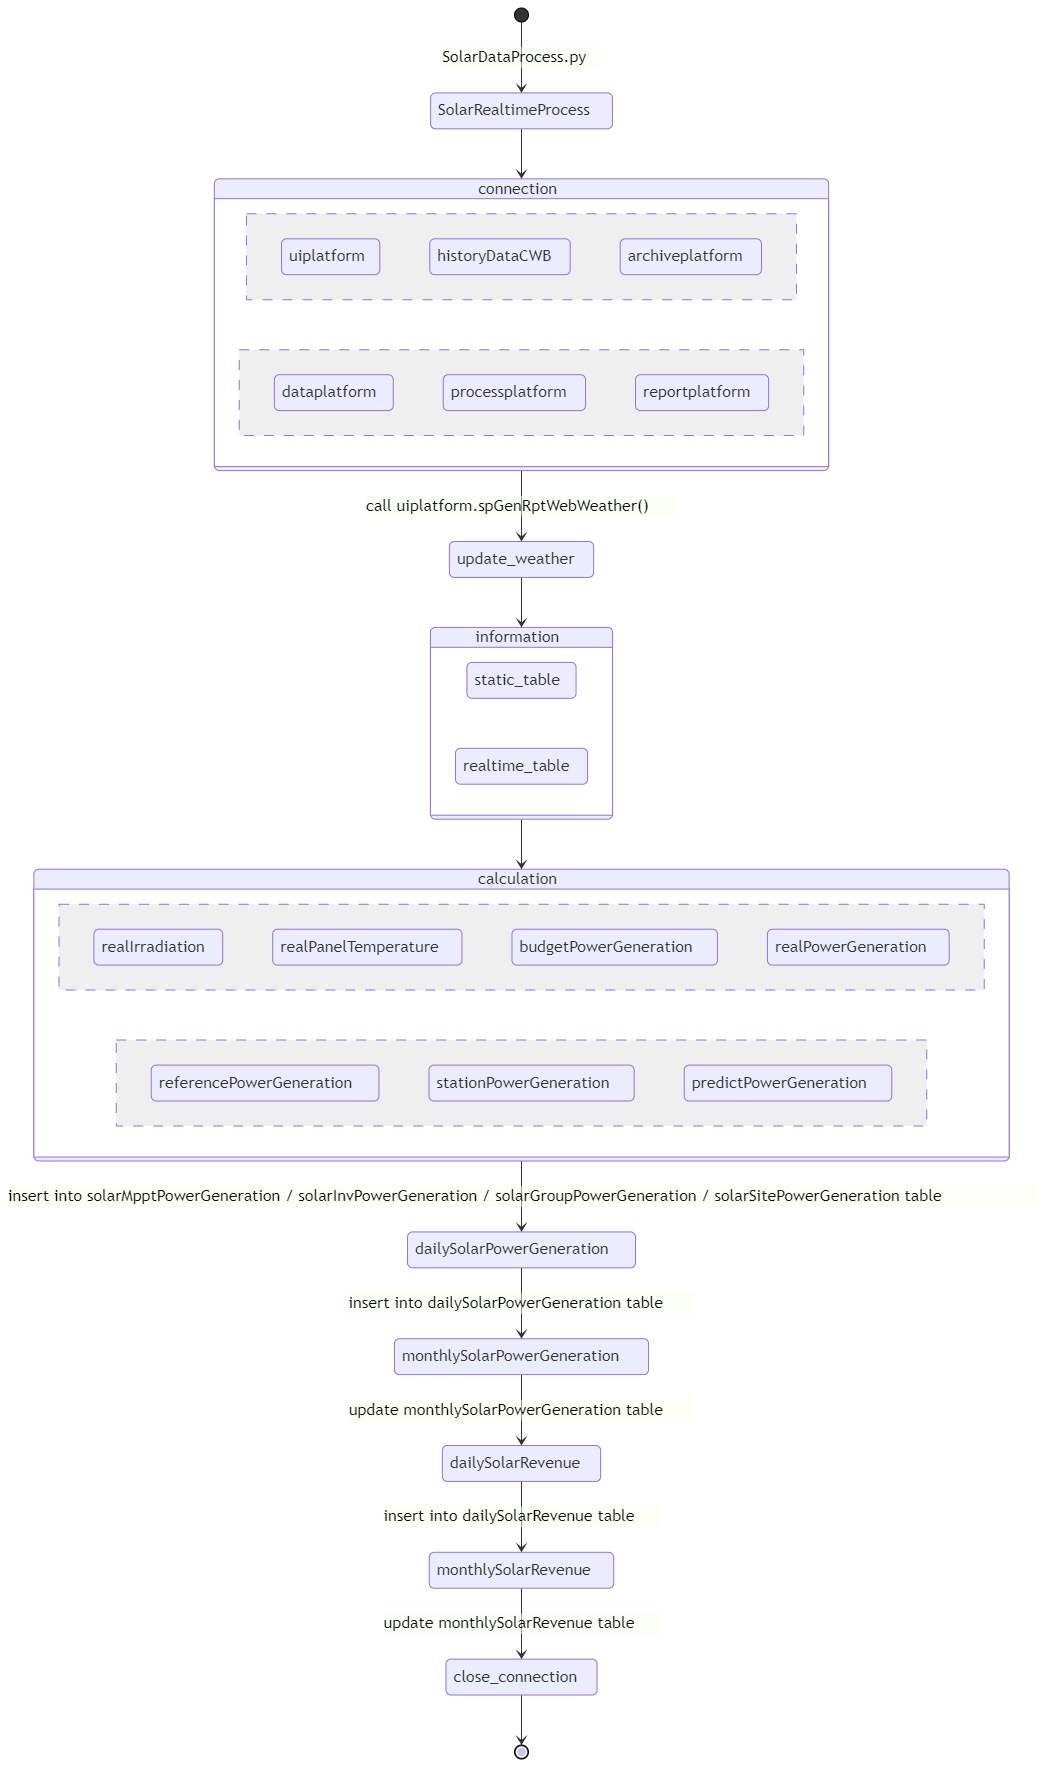 SolarDataProcess.py
SolarRealtimeProcess
connection
uiplatform
historyDataCWB
archiveplatform
dataplatform
processplatform
reportplatform
call uiplatform.spGenRptWebWeather()
update_weather
information
static_table
realtime_table
calculation
realIrradiation
realPanelTemperature
budgetPowerGeneration
realPowerGeneration
referencePowerGeneration
stationPowerGeneration
predictPowerGeneration
insert into solarMpptPowerGeneration / solarInvPowerGeneration / solarGroupPowerGeneration / solarSitePowerGeneration table
dailySolarPowerGeneration
insert into dailySolarPowerGeneration table
monthlySolarPowerGeneration
update monthlySolarPowerGeneration table
dailySolarRevenue
insert into dailySolarRevenue table
monthlySolarRevenue
update monthlySolarRevenue table
close_connection